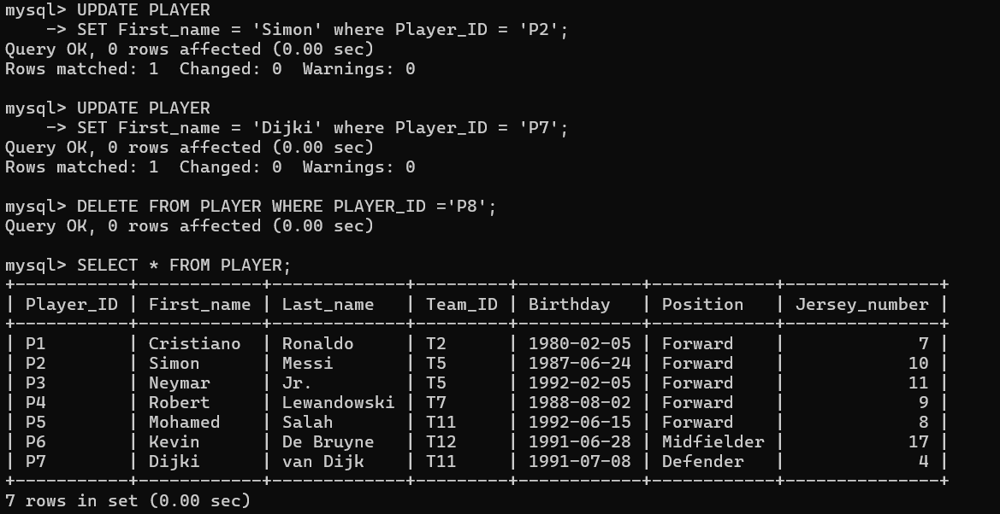 mysql> UPDATE PLAYER
    -> SET First_name = 'Simon' where Player_ID = 'P2';
Query OK, 0 rows affected (0.00 sec)
Rows matched: 1  Changed: 0  Warnings: 0

mysql> UPDATE PLAYER
    -> SET First_name = 'Dijki' where Player_ID = 'P7';
Query OK, 0 rows affected (0.00 sec)
Rows matched: 1  Changed: 0  Warnings: 0

mysql> DELETE FROM PLAYER WHERE PLAYER_ID ='P8';
Query OK, 0 rows affected (0.00 sec)

mysql> SELECT * FROM PLAYER;
+-----------+------------+-------------+---------+------------+------------+---------------+
| Player_ID | First_name | Last_name   | Team_ID | Birthday   | Position   | Jersey_number |
+-----------+------------+-------------+---------+------------+------------+---------------+
| P1        | Cristiano  | Ronaldo     | T2      | 1980-02-05 | Forward    |             7 |
| P2        | Simon      | Messi       | T5      | 1987-06-24 | Forward    |            10 |
| P3        | Neymar     | Jr.         | T5      | 1992-02-05 | Forward    |            11 |
| P4        | Robert     | Lewandowski | T7      | 1988-08-02 | Forward    |             9 |
| P5        | Mohamed    | Salah       | T11     | 1992-06-15 | Forward    |             8 |
| P6        | Kevin      | De Bruyne   | T12     | 1991-06-28 | Midfielder |            17 |
| P7        | Dijki      | van Dijk    | T11     | 1991-07-08 | Defender   |             4 |
+-----------+------------+-------------+---------+------------+------------+---------------+
7 rows in set (0.00 sec)